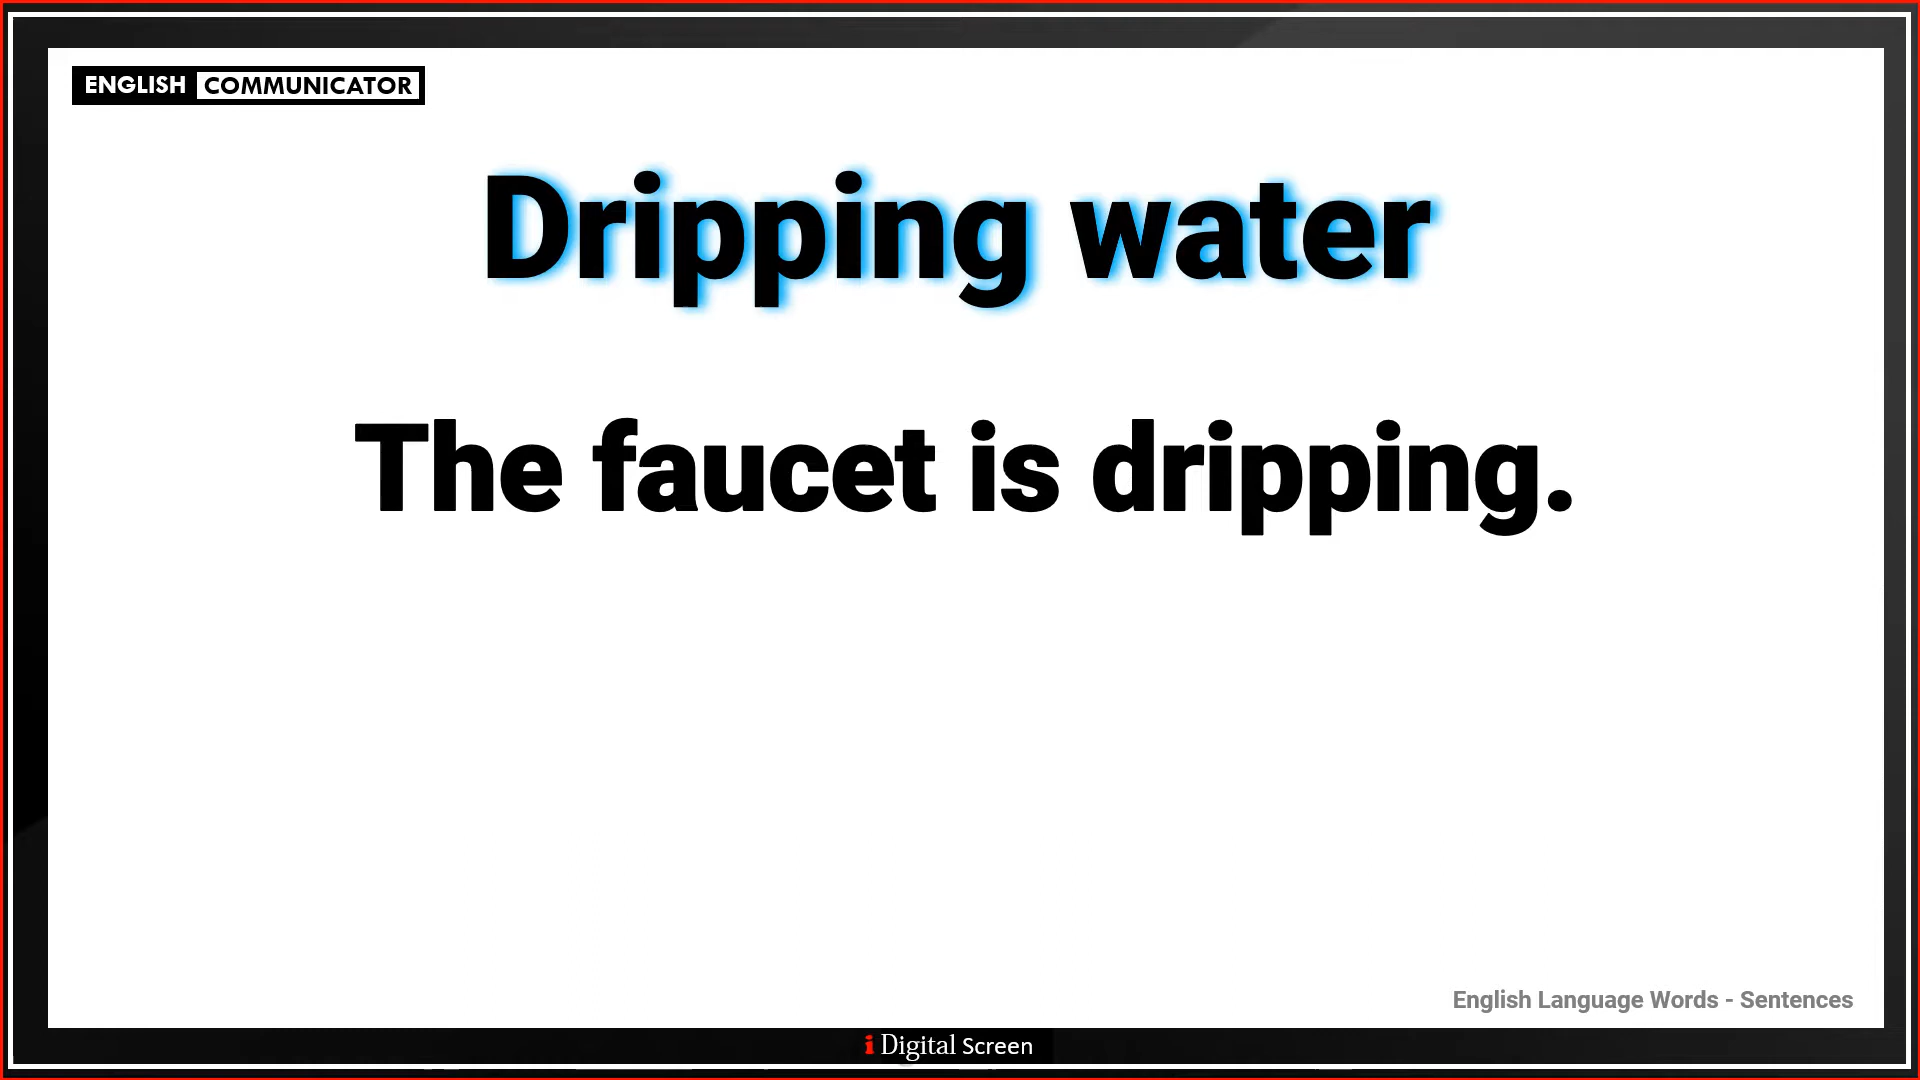 ENGLISH COMMUNICATOR
Dripping water
The faucet is dripping.
English Language Words - Sentences
i Digital Screen